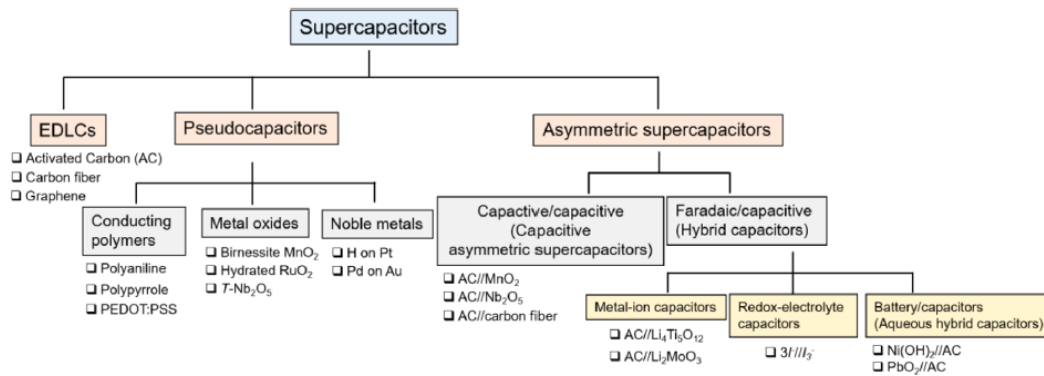 Supercapacitors
EDLCs
❑ Activated Carbon (AC)
❑ Carbon fiber
❑ Graphene
Pseudocapacitors
Conducting
polymers
❑ Polyaniline
❑ Polypyrrole
❑ PEDOT:PSS
Metal oxides
❑ Birnessite MnO₂
❑ Hydrated RuO₂
❑ T-Nb₂O₅
Noble metals
❑ H on Pt
❑ Pd on Au
Asymmetric supercapacitors
Capactive/capacitive
(Capacitive
asymmetric supercapacitors)
❑ AC//MnO₂
❑ AC//Nb₂O₅
❑ AC//carbon fiber
Faradaic/capacitive
(Hybrid capacitors)
Metal-ion capacitors
❑ AC//Li₄Ti₅O₁₂
❑ AC//Li₂MoO₃
Redox-electrolyte
capacitors
❑ 3I⁻//I₃⁻
Battery/capacitors
(Aqueous hybrid capacitors)
❑ Ni(OH)₂//AC
❑ PbO₂//AC